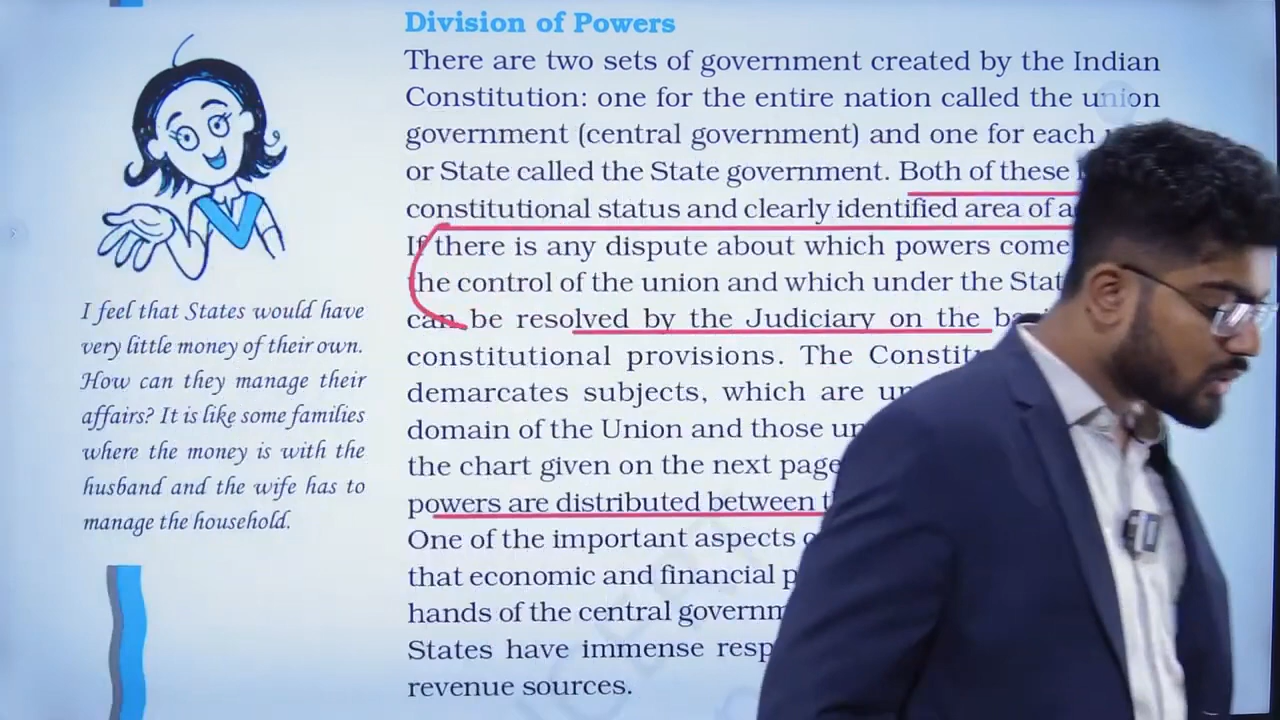 Division of Powers
There are two sets of government created by the Indian
Constitution: one for the entire nation called the union
government (central government) and one for each
or State called the State government. Both of these
constitutional status and clearly identified area of
If there is any dispute about which powers come
the control of the union and which under the
can be resolved by the Judiciary on the
constitutional provisions. The
demarcates subjects, which are
domain of the Union and those
the chart given on the next page
powers are distributed between
One of the important aspects
that economic and financial
hands of the central
States have immense
revenue sources.
I feel that States would have
very little money of their own.
How can they manage their
affairs? It is like some families
where the money is with the
husband and the wife has to
manage the household.